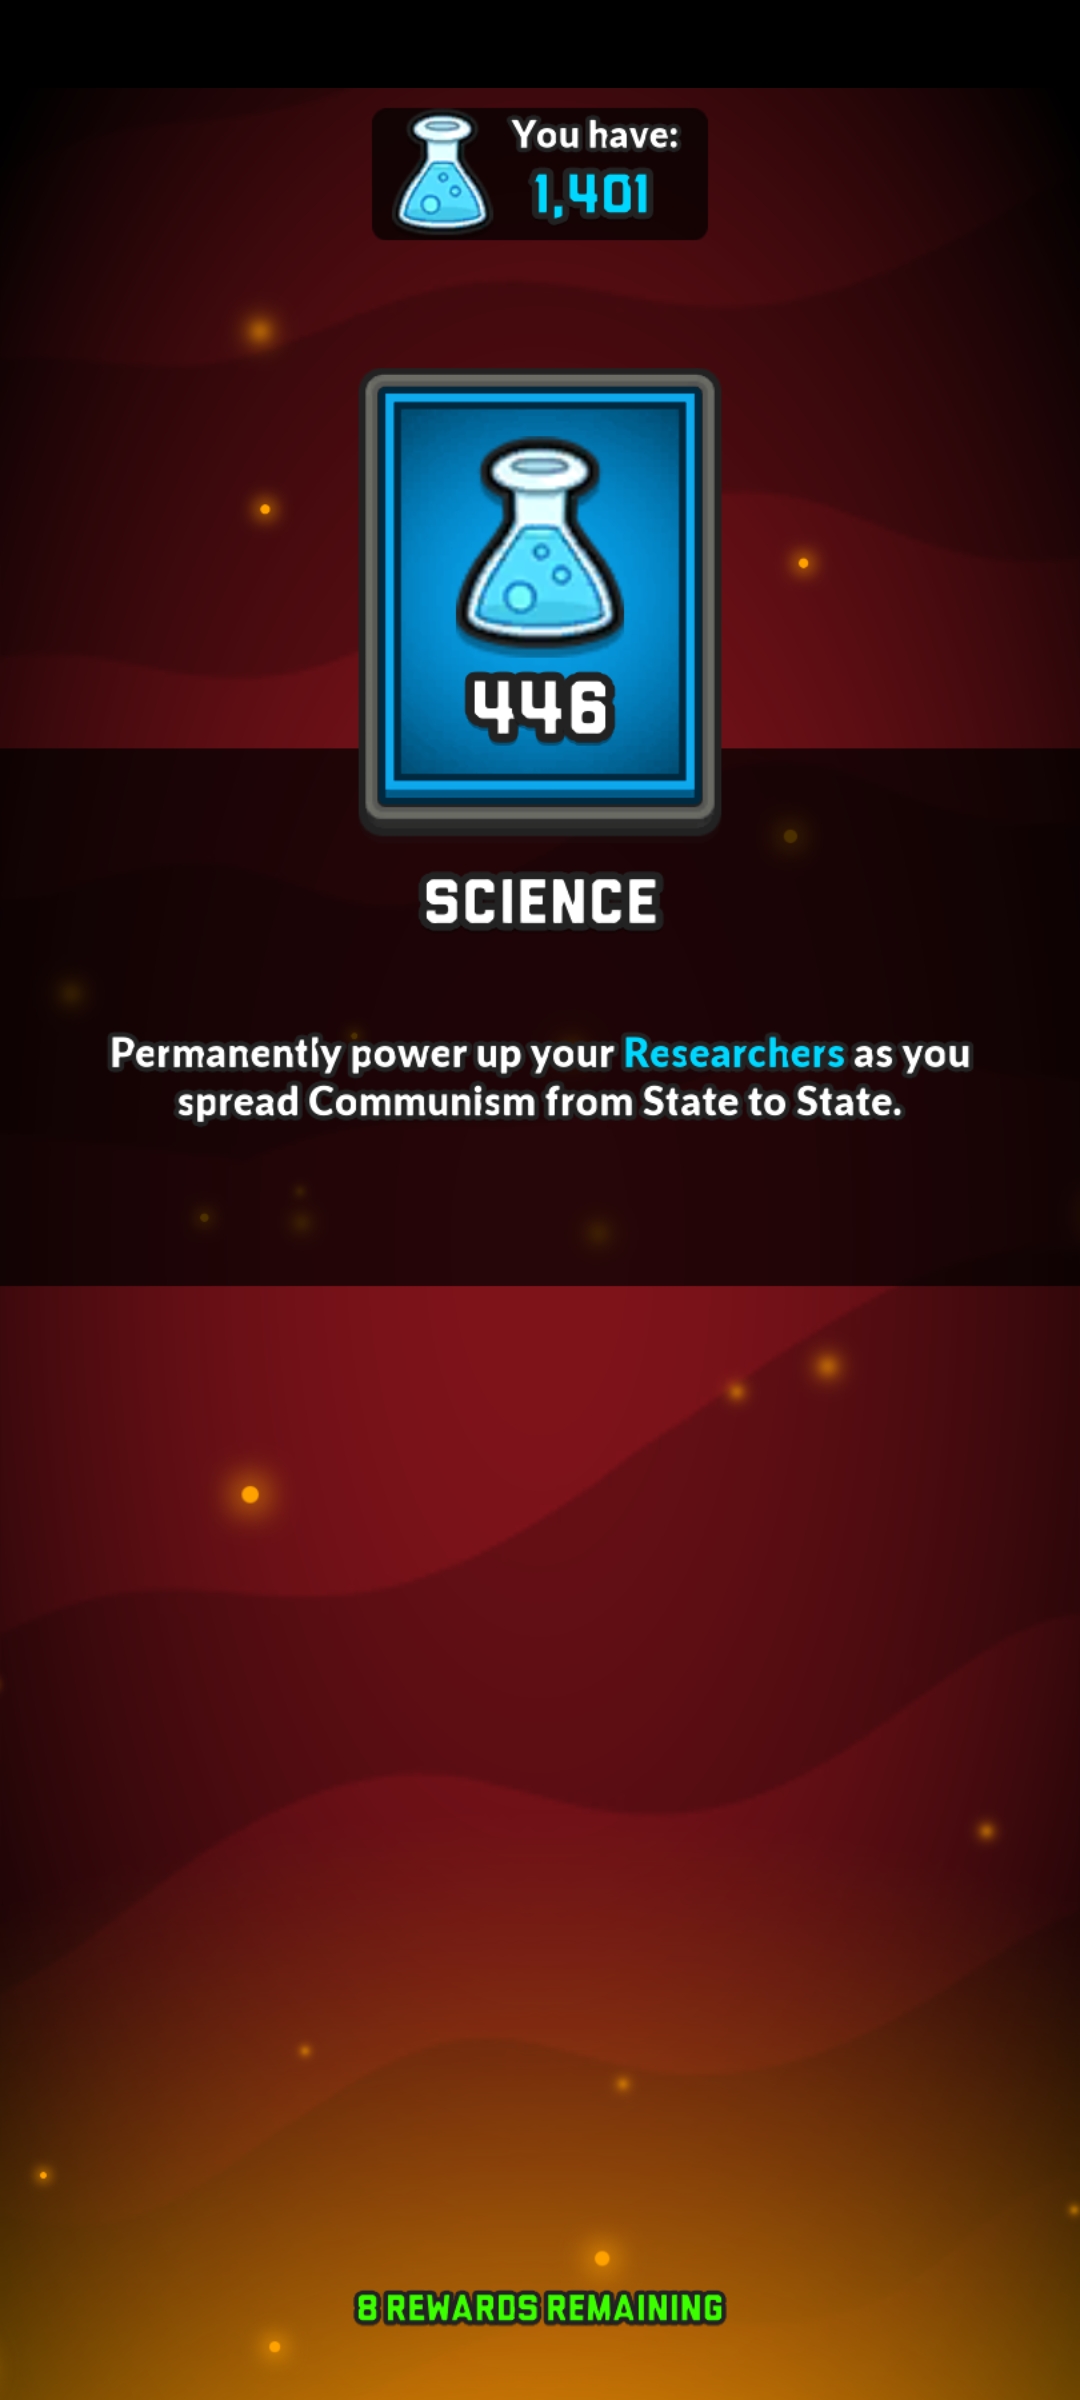 You have:
1,401
446
SCIENCE
Permanently power up your Researchers as you
spread Communism from State to State.
8 REWARDS REMAINING